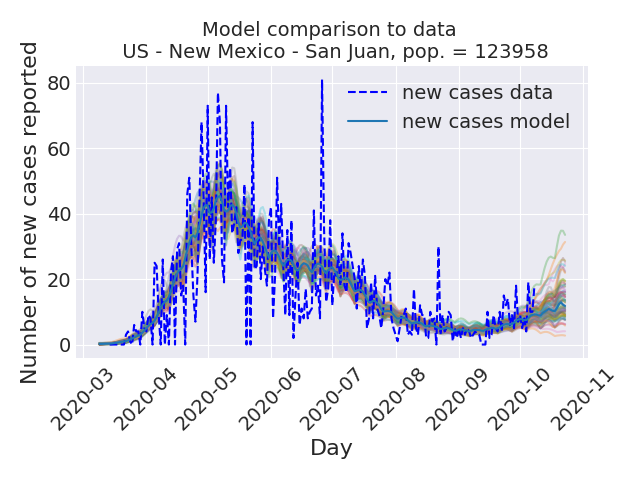 Model comparison to data
US - New Mexico - San Juan, pop. = 123958
Number of new cases reported
80
60
40
20
0
new cases data
new cases model
2020-03
2020-04
2020-05
2020-06
2020-07
2020-08
2020-09
2020-10
2020-11
Day